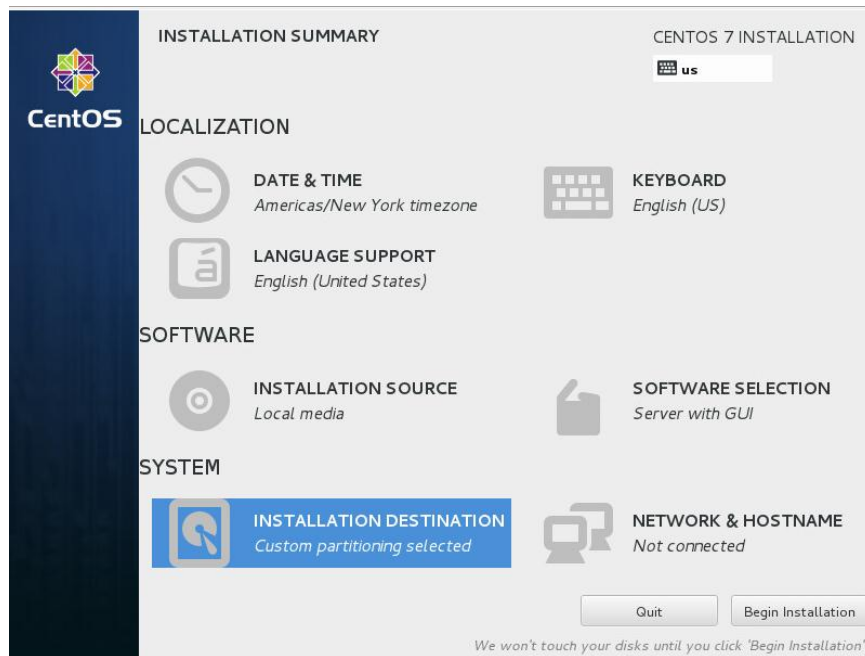 INSTALLATION SUMMARY
CENTOS 7 INSTALLATION
us
CentOS
LOCALIZATION
DATE & TIME
Americas/New York timezone
KEYBOARD
English (US)
á
LANGUAGE SUPPORT
English (United States)
SOFTWARE
INSTALLATION SOURCE
Local media
SOFTWARE SELECTION
Server with GUI
SYSTEM
INSTALLATION DESTINATION
Custom partitioning selected
NETWORK & HOSTNAME
Not connected
Quit
Begin Installation
We won't touch your disks until you click 'Begin Installation'